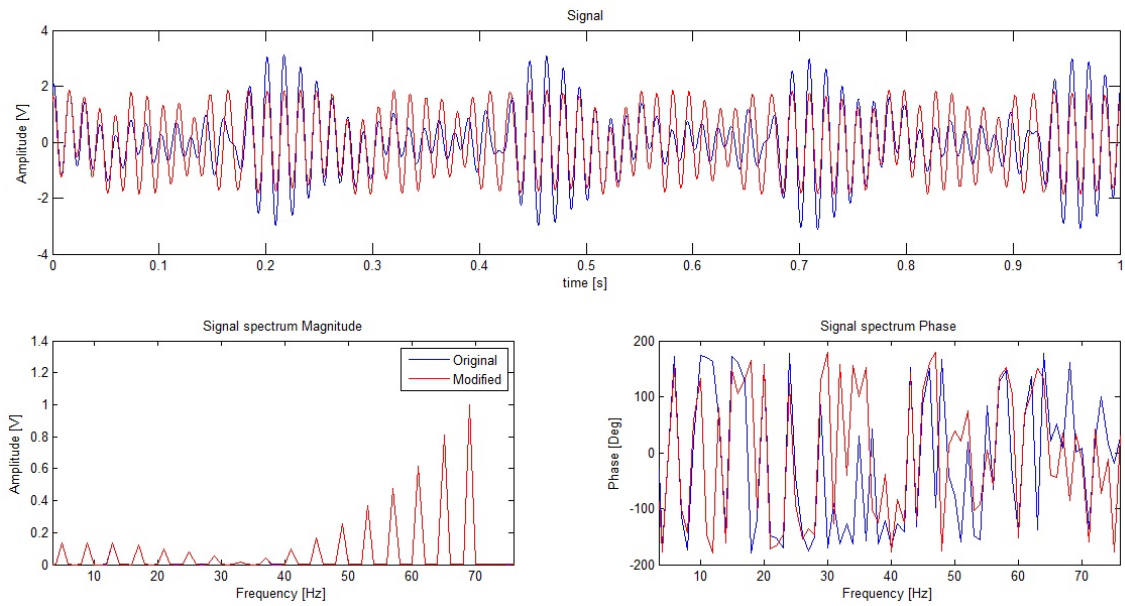 Signal
Amplitude [V]
4
2
0
-2
-4
0 0.1 0.2 0.3 0.4 0.5 0.6 0.7 0.8 0.9 1
time [s]
Signal spectrum Magnitude
Amplitude [V]
1.4
1.2
1
0.8
0.6
0.4
0.2
0
10 20 30 40 50 60 70
Frequency [Hz]
Original
Modified
Signal spectrum Phase
Phase [Deg]
200
100
0
-100
-200
10 20 30 40 50 60 70
Frequency [Hz]